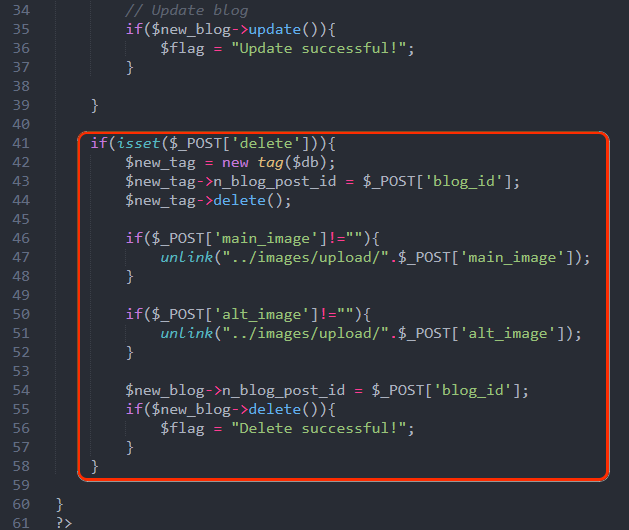 34 // Update blog
35 if($new_blog->update()){
36 $flag = "Update successful!";
37 }
38
39 }
40
41 if(isset($_POST['delete'])){
42 $new_tag = new tag($db);
43 $new_tag->n_blog_post_id = $_POST['blog_id'];
44 $new_tag->delete();
45
46 if($_POST['main_image']!=""){
47 unlink("../images/upload/".$_POST['main_image']);
48 }
49
50 if($_POST['alt_image']!=""){
51 unlink("../images/upload/".$_POST['alt_image']);
52 }
53
54 $new_blog->n_blog_post_id = $_POST['blog_id'];
55 if($new_blog->delete()){
56 $flag = "Delete successful!";
57 }
58 }
59
60 }
61 ?>